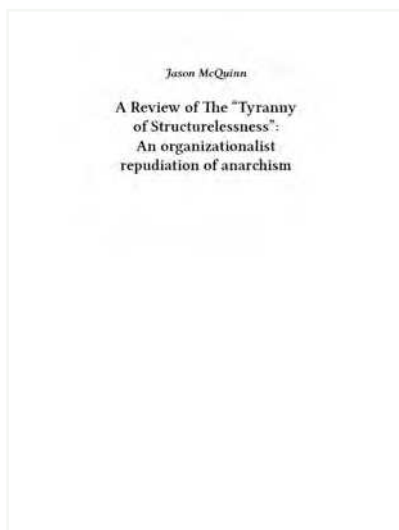 Jason McQuinn
A Review of The “Tyranny
of Structurelessness”:
An organizationalist
repudiation of anarchism